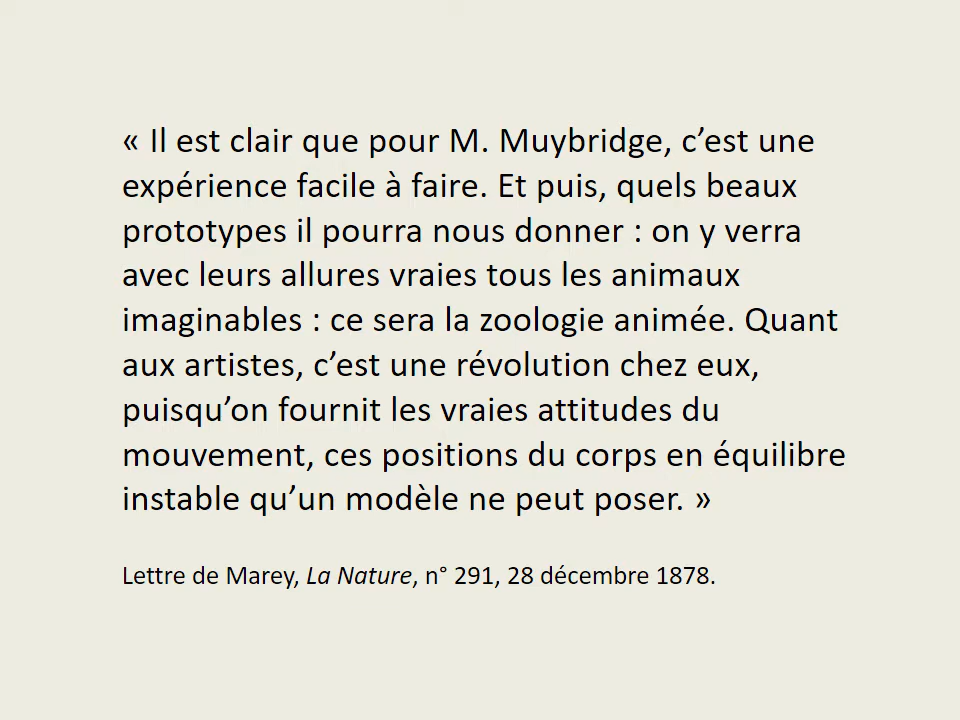 « Il est clair que pour M. Muybridge, c’est une
expérience facile à faire. Et puis, quels beaux
prototypes il pourra nous donner : on y verra
avec leurs allures vraies tous les animaux
imaginables : ce sera la zoologie animée. Quant
aux artistes, c’est une révolution chez eux,
puisqu’on fournit les vraies attitudes du
mouvement, ces positions du corps en équilibre
instable qu’un modèle ne peut poser. »
Lettre de Marey, La Nature, n° 291, 28 décembre 1878.